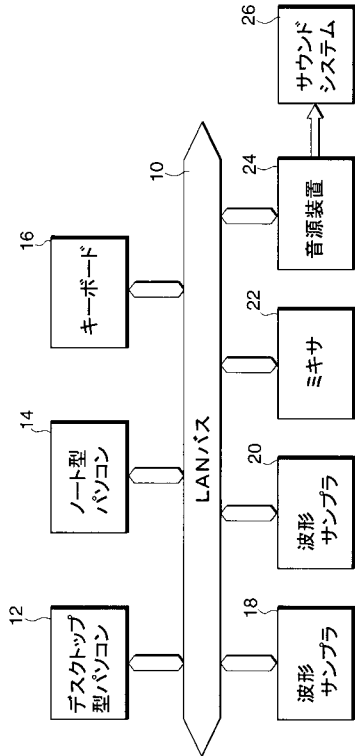 12
デスクトップ
型パソコン
14
ノート型
パソコン
16
キーボード
10
LANバス
18
波形
サンプラ
20
波形
サンプラ
22
ミキサ
24
音源装置
26
サウンド
システム